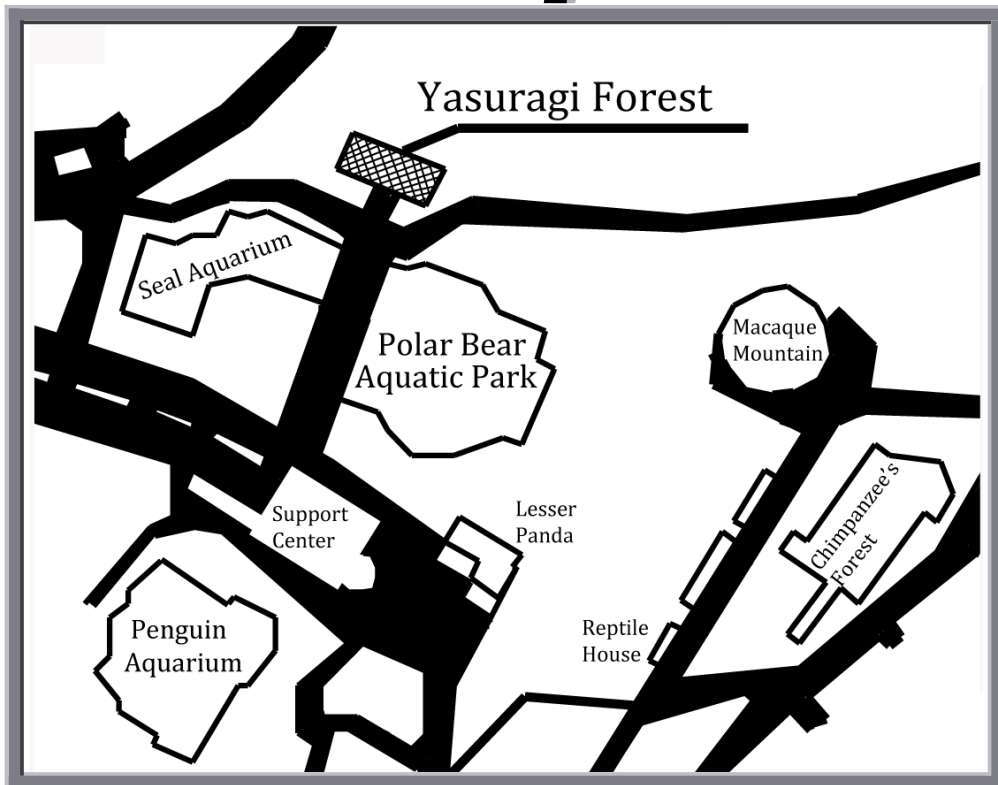 Yasuragi Forest
Seal Aquarium
Polar Bear
Aquatic Park
Macaque
Mountain
Chimpanzee's
Forest
Lesser
Panda
Support
Center
Reptile
House
Penguin
Aquarium